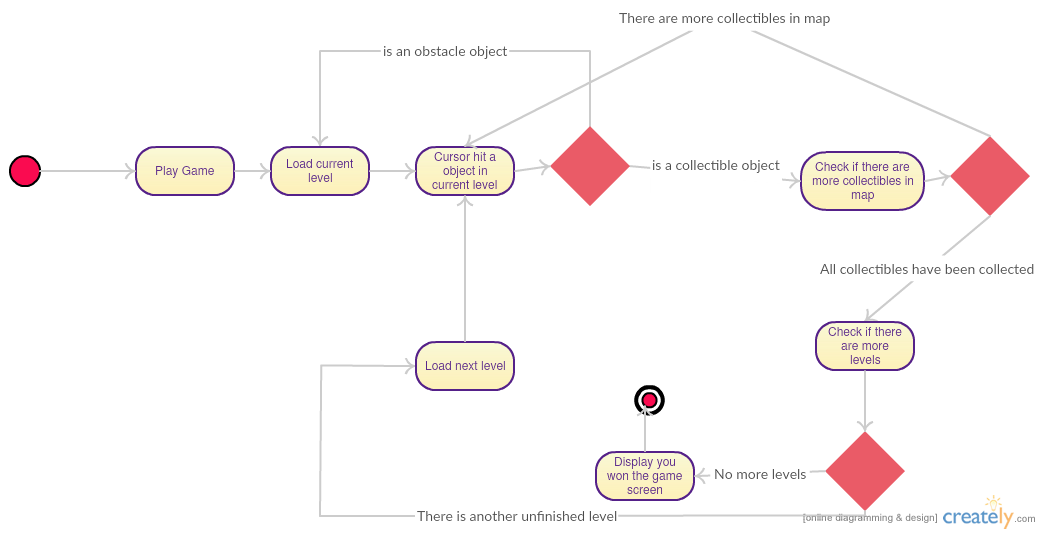 There are more collectibles in map
is an obstacle object
Play Game
Load current
level
Cursor hit a
object in
current level
is a collectible object
Check if there are
more collectibles in
map
All collectibles have been collected
Check if there
are more
levels
Load next level
Display you
won the game
screen
No more levels
There is another unfinished level
[online diagramming & design] creately.com